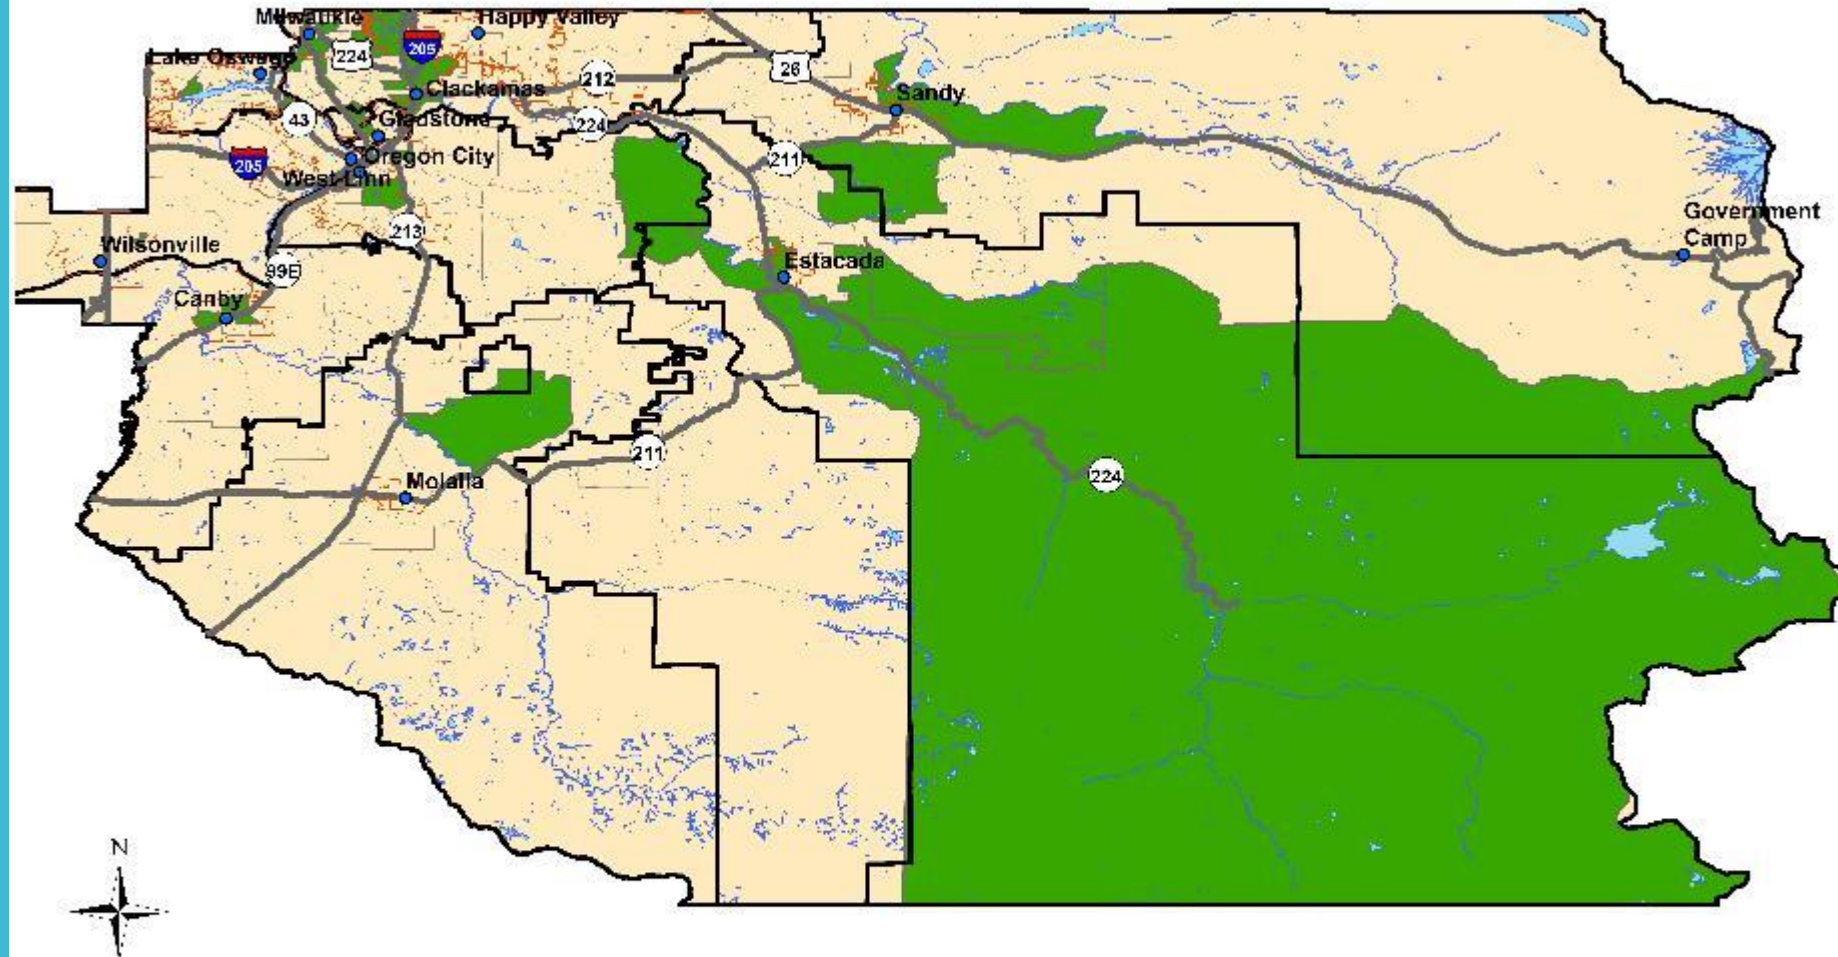 Milwaukie
Happy Valley
224
205
Lake Oswego
26
212
Clackamas
Sandy
43
Gladstone
224
Oregon City
211
205
West Linn
Government
Camp
213
Wilsonville
99E
Estacada
Canby
211
224
Molalla
N